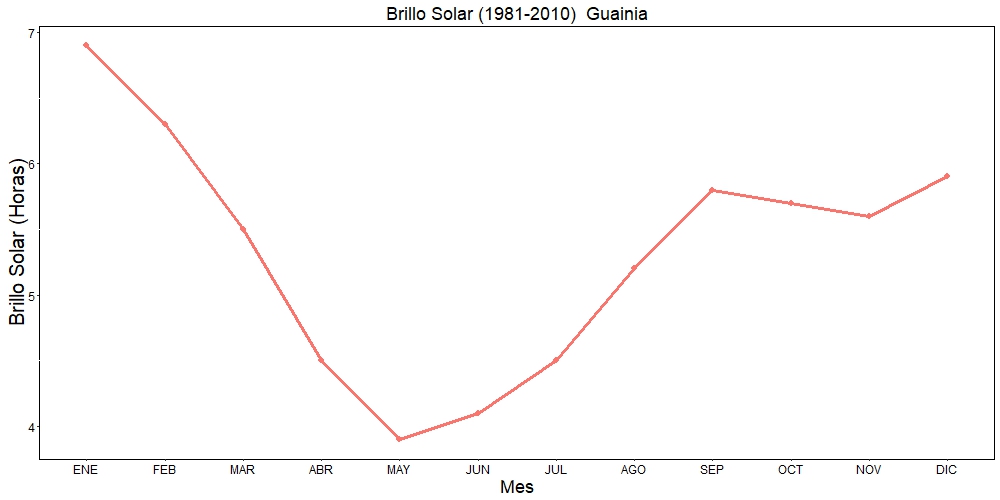 Brillo Solar (1981-2010)  Guainia
Brillo Solar (Horas)
7
6
5
4
ENE FEB MAR ABR MAY JUN JUL AGO SEP OCT NOV DIC
Mes